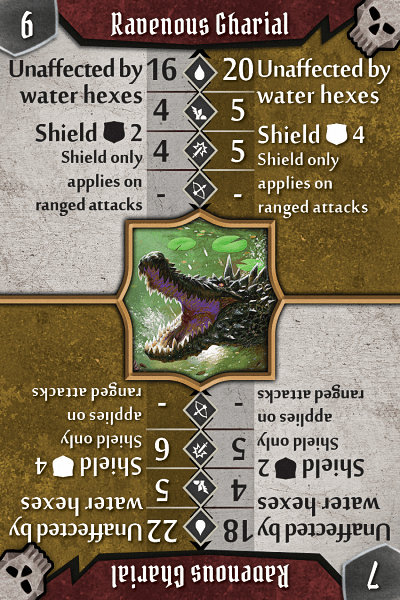 6
Ravenous Gharial
Unaffected by 16 20 Unaffected by
water hexes 4 5 water hexes
Shield 2 Shield 4
Shield only 4 5 Shield only
applies on applies on
ranged attacks - - ranged attacks
7
Ravenous Gharial
Unaffected by 18 22 Unaffected by
water hexes 4 5 water hexes
Shield 2 Shield 4
Shield only 5 6 Shield only
applies on applies on
ranged attacks - - ranged attacks